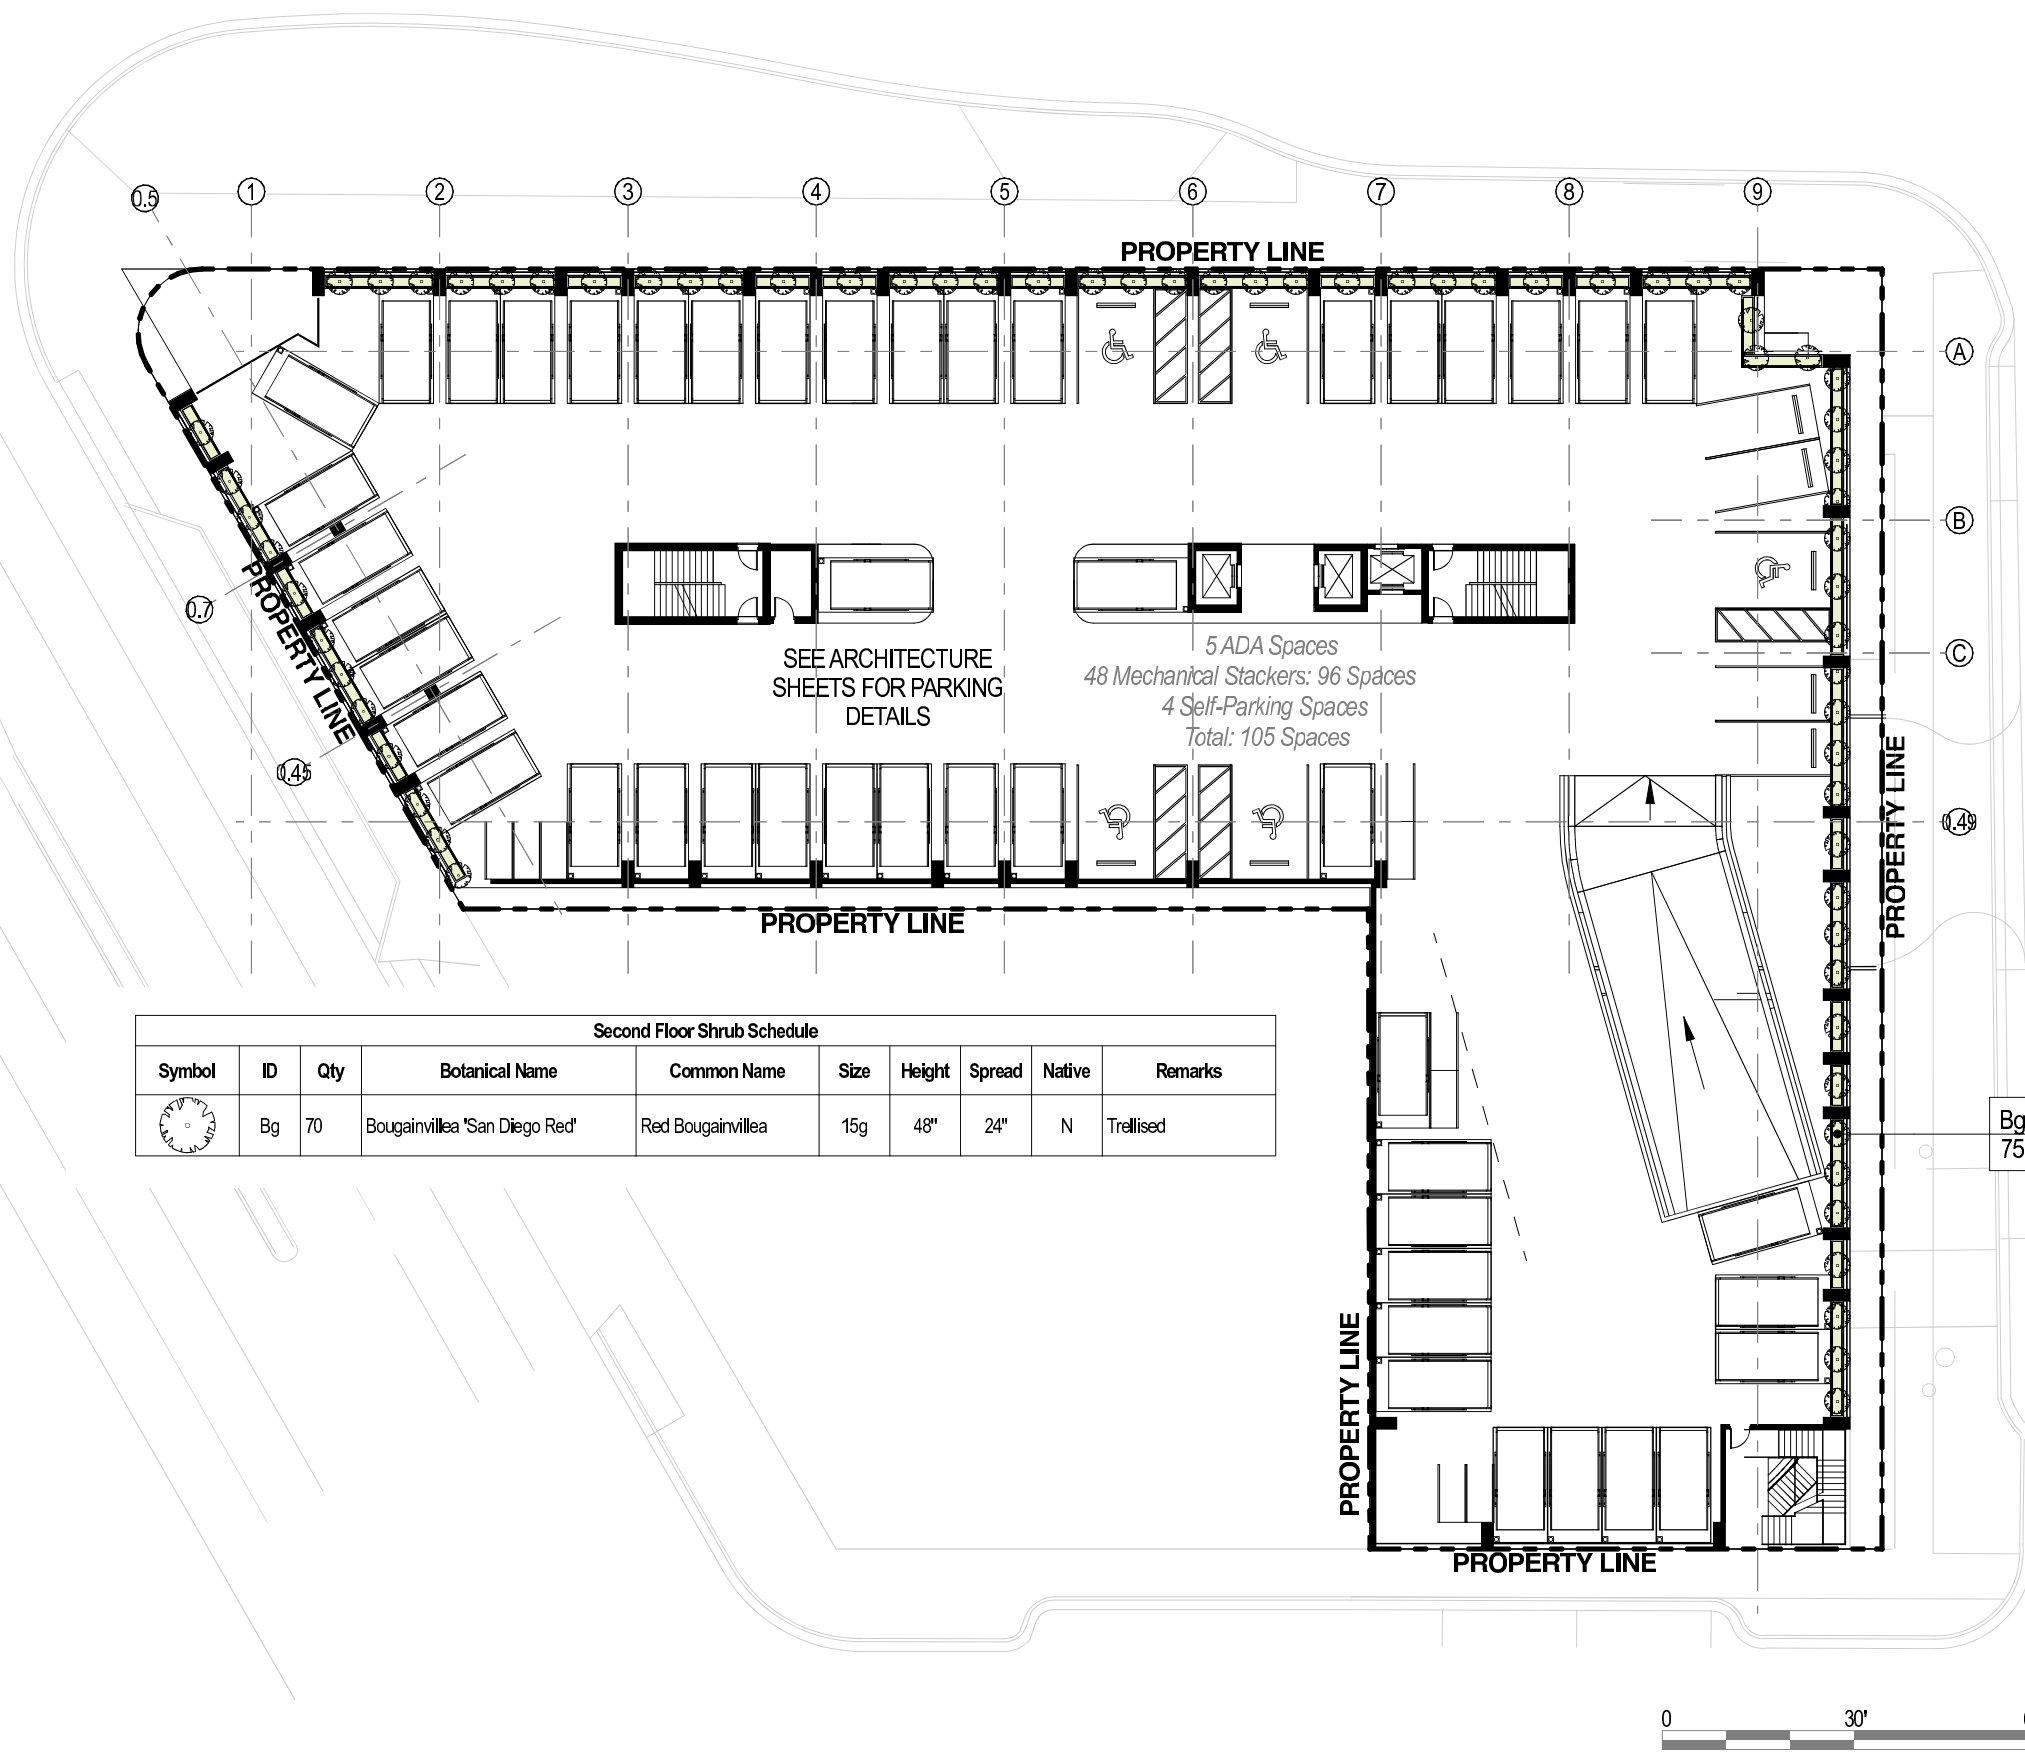 0.5
1
2
3
4
5
6
7
8
9
PROPERTY LINE
A
B
0.7
PROPERTY LINE
5 ADA Spaces
48 Mechanical Stackers: 96 Spaces
4 Self-Parking Spaces
Total: 105 Spaces
SEE ARCHITECTURE
SHEETS FOR PARKING
DETAILS
C
0.45
PROPERTY LINE
0.49
PROPERTY LINE
Second Floor Shrub Schedule
Symbol ID Qty Botanical Name Common Name Size Height Spread Native Remarks
Bg 70 Bougainvillea 'San Diego Red' Red Bougainvillea 15g 48" 24" N Trellised
Bg
75
PROPERTY LINE
PROPERTY LINE
0 30'